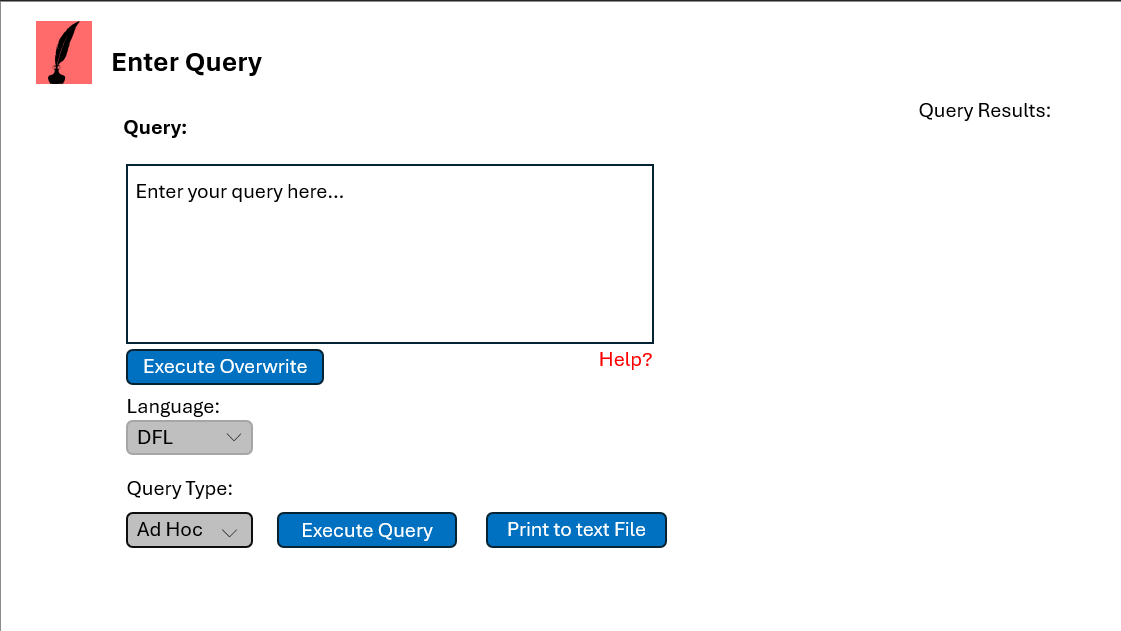 Enter Query
Query Results:
Query:
Enter your query here...
Execute Overwrite
Help?
Language:
DFL
Query Type:
Ad Hoc
Execute Query
Print to text File